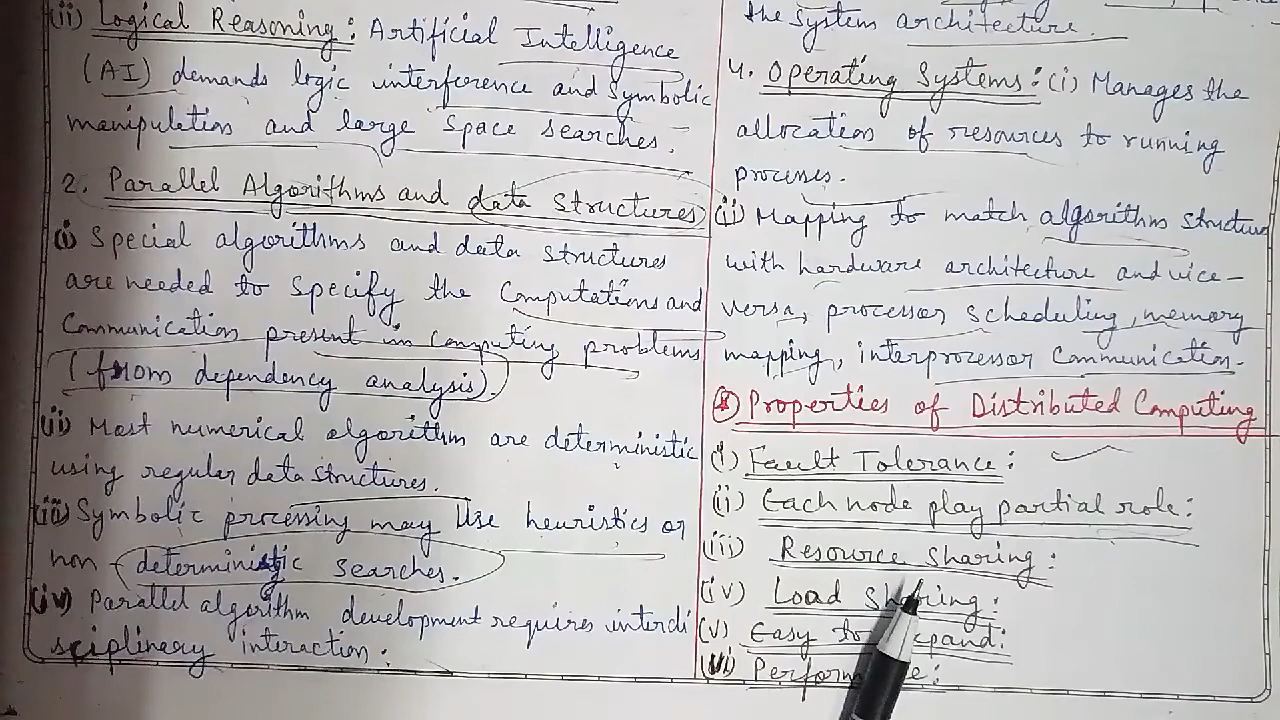 (ii) Logical Reasoning: Artificial Intelligence
(AI) demands logic interference and Symbolic
manipulation and large Space searches.
2. Parallel Algorithms and data structures
(i) Special algorithms and data structures
are needed to specify the Computations and
Communication present in computing problems
(from dependency analysis).
(ii) Most numerical algorithm are deterministic
using regular data structures.
(iii) Symbolic processing may use heuristics or
non-deterministic searches.
(iv) Parallel algorithm development requires interdi
sciplinery interaction.
the system architecture.
4. Operating Systems: (i) Manages the
allocation of resources to running
processes.
(ii) Mapping to match algorithm structure
with hardware architecture and vice-
versa, processor scheduling, memory
mapping, interprocessor Communication.
Properties of Distributed Computing
(i) Fault Tolerance:
(ii) Each node play partial role:
(iii) Resource Sharing:
(iv) Load Sharing:
(v) Easy to
(vi)